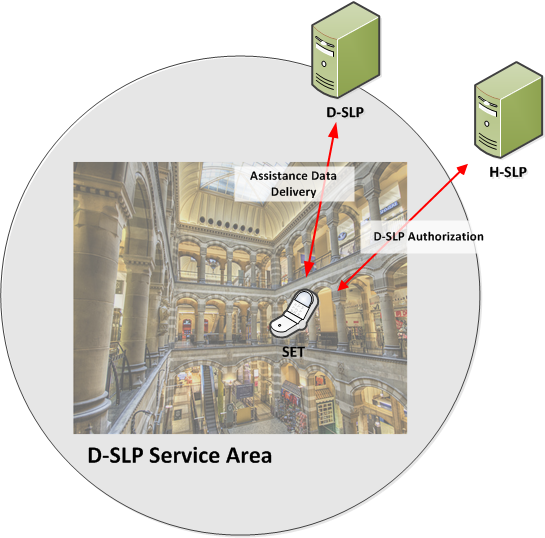 D-SLP
H-SLP
Assistance Data
Delivery
D-SLP Authorization
SET
D-SLP Service Area